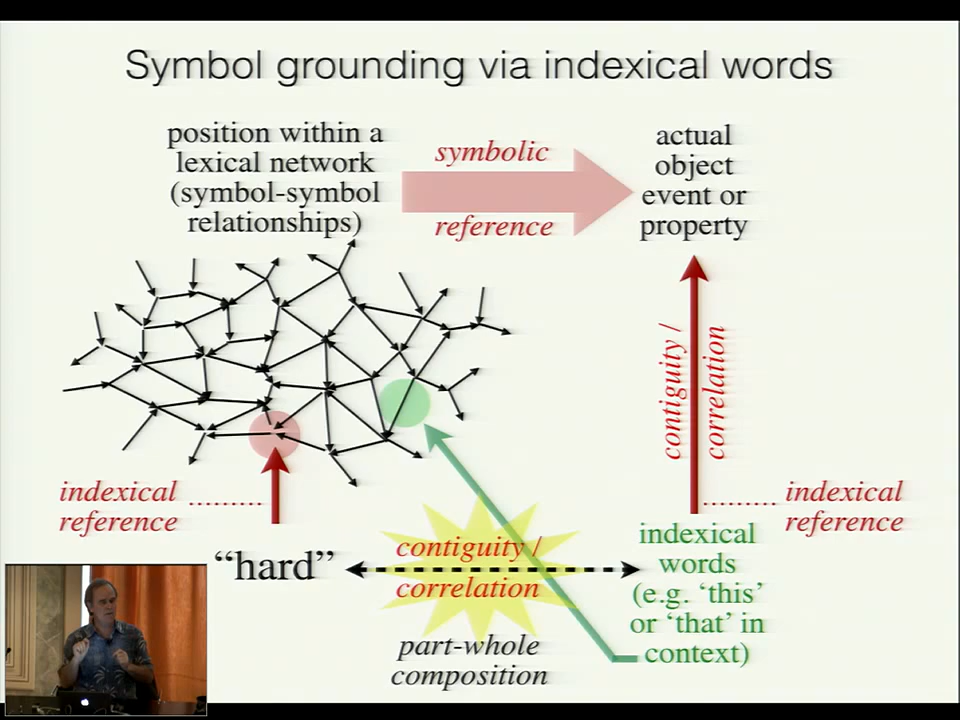 Symbol grounding via indexical words
position within a
lexical network
(symbol-symbol
relationships)
symbolic
reference
actual
object
event or
property
contiguity /
correlation
indexical
reference
indexical
reference
“hard”
contiguity /
correlation
part-whole
composition
indexical
words
(e.g. ‘this’
or ‘that’ in
context)